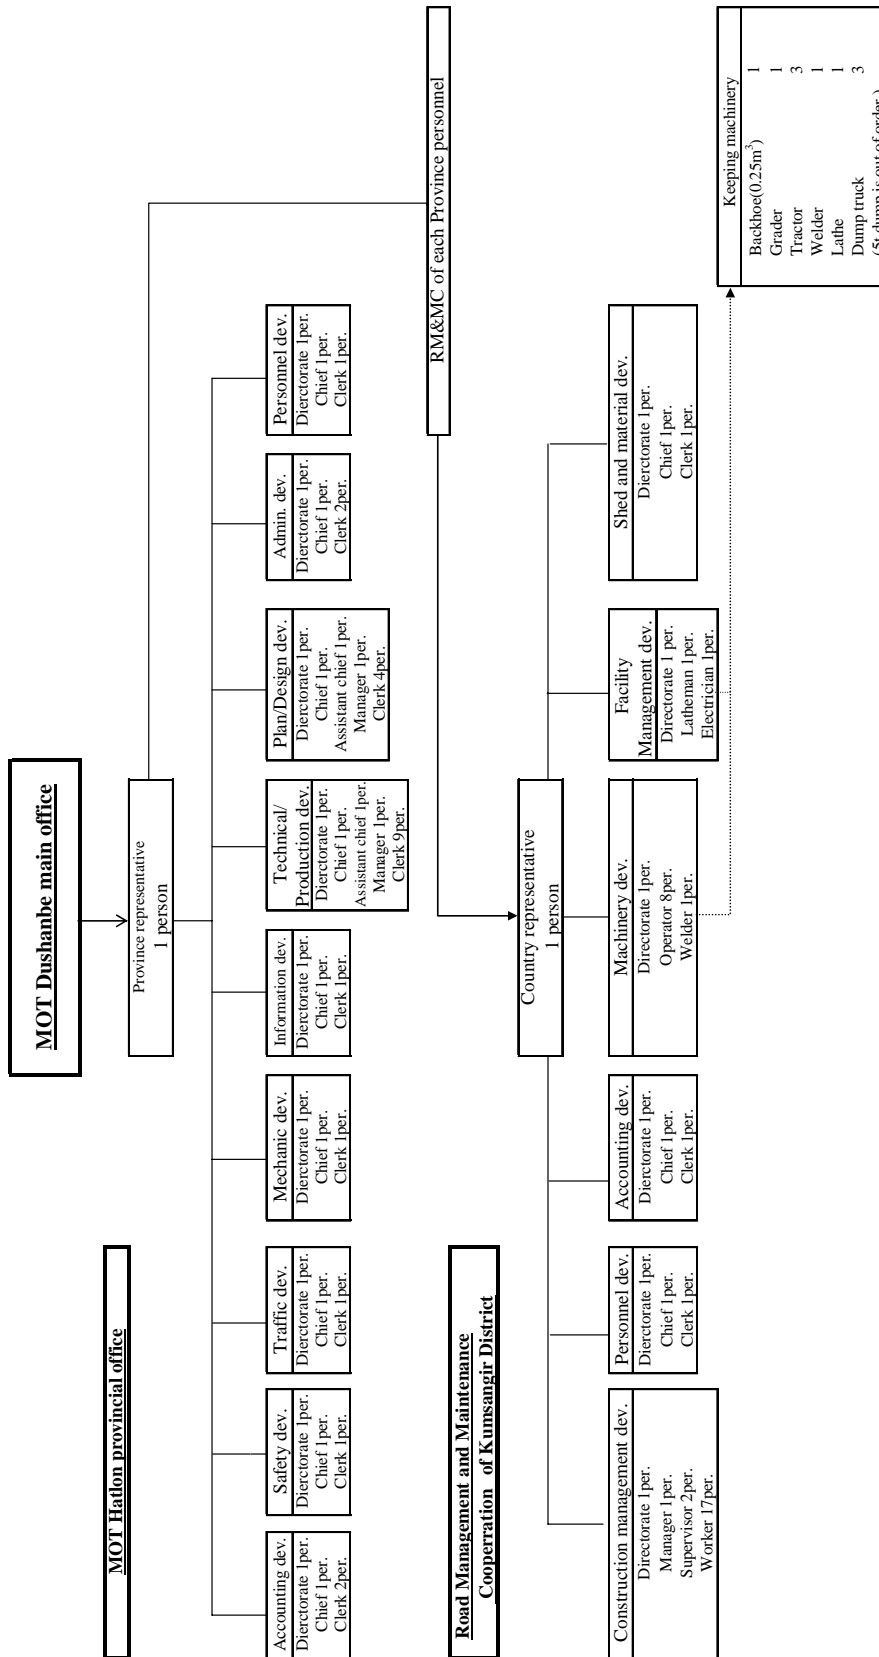 MOT Dushanbe main office
MOT Hatlon provincial office
Province representative
1 person
Accounting dev.
Dierctorate 1per.
Chief 1per.
Clerk 2per.
Safety dev.
Dierctorate 1per.
Chief 1per.
Clerk 1per.
Traffic dev.
Dierctorate 1per.
Chief 1per.
Clerk 1per.
Mechanic dev.
Dierctorate 1per.
Chief 1per.
Clerk 1per.
Information dev.
Dierctorate 1per.
Chief 1per.
Clerk 1per.
Technical/
Production dev.
Dierctorate 1per.
Chief 1per.
Assistant chief 1per.
Manager 1per.
Clerk 9per.
Plan/Design dev.
Dierctorate 1per.
Chief 1per.
Assistant chief 1per.
Manager 1per.
Clerk 4per.
Admin. dev.
Dierctorate 1per.
Chief 1per.
Clerk 2per.
Personnel dev.
Dierctorate 1per.
Chief 1per.
Clerk 1per.
RM&MC of each Province personnel
Road Management and Maintenance
Cooperration of Kumsangir District
Country representative
1 person
Construction management dev.
Directorate 1per.
Manager 1per.
Supervisor 2per.
Worker 17per.
Personnel dev.
Dierctorate 1per.
Chief 1per.
Clerk 1per.
Accounting dev.
Dierctorate 1per.
Chief 1per.
Clerk 1per.
Machinery dev.
Directorate 1per.
Operator 8per.
Welder 1per.
Facility
Management dev.
Directorate 1 per.
Latheman 1per.
Electrician 1per.
Shed and material dev.
Dierctorate 1per.
Chief 1per.
Clerk 1per.
Keeping machinery
Backhoe(0.25m³) 1
Grader 1
Tractor 3
Welder 1
Lathe 1
Dump truck 3
(5t dump is out of order )